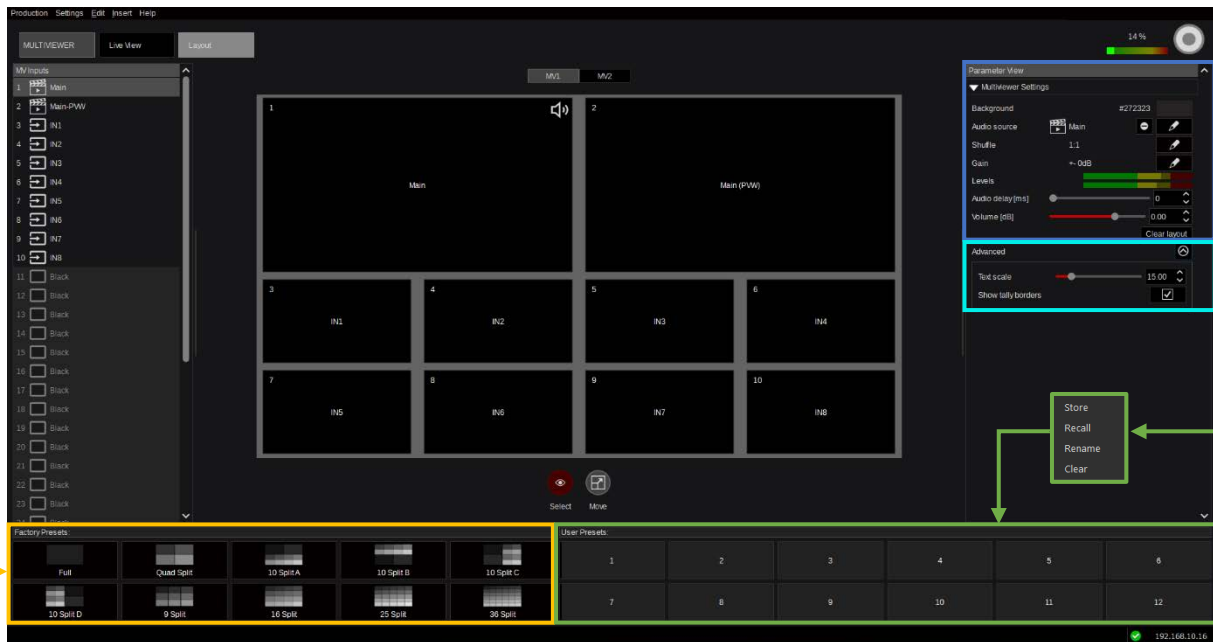 Production Settings Edit Insert Help
MULTIVIEWER Live View Layout
14 %
MV Inputs
1 Main
2 Main-PVW
3 IN1
4 IN2
5 IN3
6 IN4
7 IN5
8 IN6
9 IN7
10 IN8
11 Black
12 Black
13 Black
14 Black
15 Black
16 Black
17 Black
18 Black
19 Black
20 Black
21 Black
22 Black
23 Black
MV1 MV2
1 Main
2 Main (PVW)
3 IN1
4 IN2
5 IN3
6 IN4
7 IN5
8 IN6
9 IN7
10 IN8
Select Move
Parameter View
Multiviewer Settings
Background #272323
Audio source Main
Shuffle 1:1
Gain +- 0dB
Levels
Audio delay [ms] 0
Volume [dB] 0.00
Clear layout
Advanced
Text scale 15.00
Show tally borders
Store
Recall
Rename
Clear
Factory Presets:
Full Quad Split 10 Split A 10 Split B 10 Split C
10 Split D 9 Split 16 Split 25 Split 36 Split
User Presets:
1 2 3 4 5 6
7 8 9 10 11 12
192.168.10.16